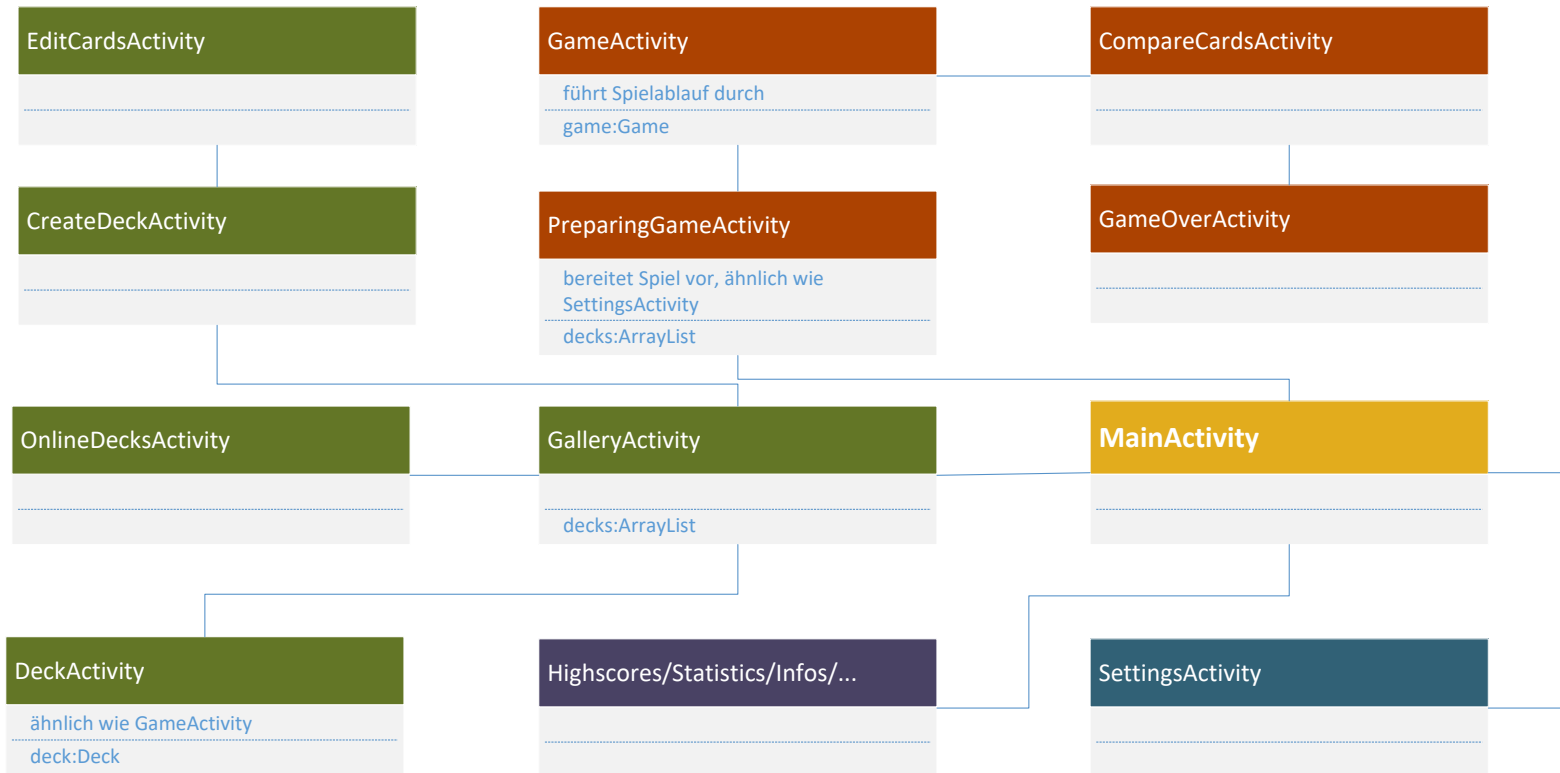 EditCardsActivity
GameActivity
führt Spielablauf durch
game:Game
CompareCardsActivity
CreateDeckActivity
PreparingGameActivity
bereitet Spiel vor, ähnlich wie
SettingsActivity
decks:ArrayList
GameOverActivity
OnlineDecksActivity
GalleryActivity
decks:ArrayList
MainActivity
DeckActivity
ähnlich wie GameActivity
deck:Deck
Highscores/Statistics/Infos/...
SettingsActivity